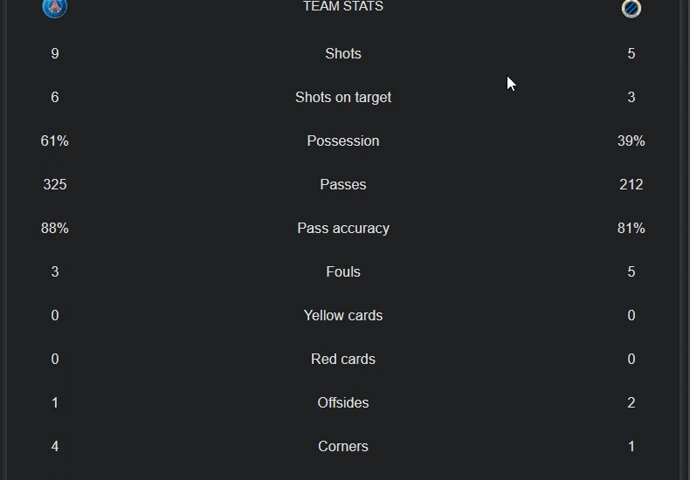 TEAM STATS
9 Shots 5
6 Shots on target 3
61% Possession 39%
325 Passes 212
88% Pass accuracy 81%
3 Fouls 5
0 Yellow cards 0
0 Red cards 0
1 Offsides 2
4 Corners 1